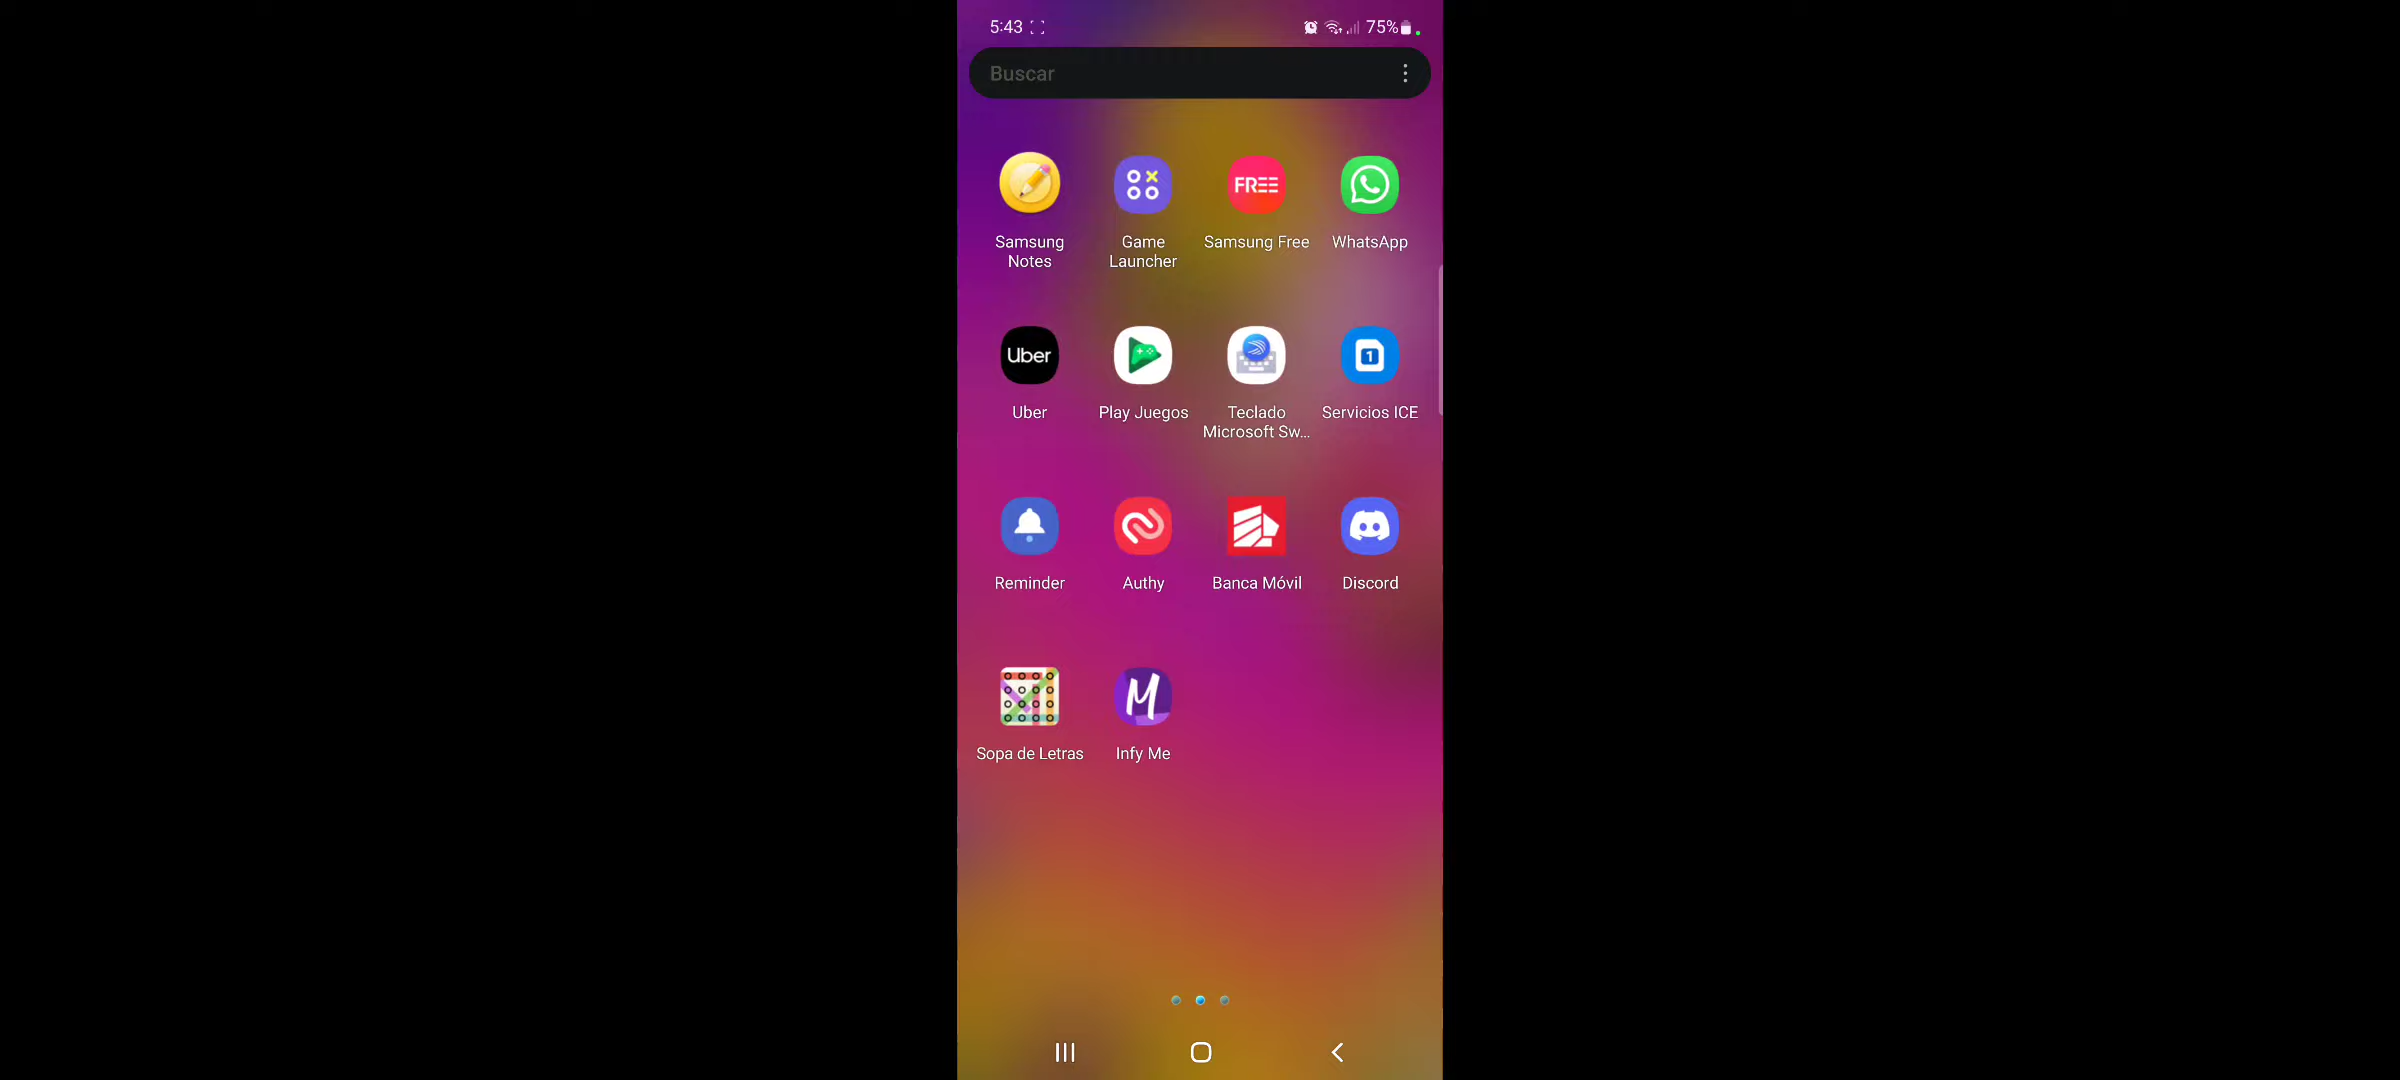 5:43 75%
Buscar
FREE
Samsung Notes
Game Launcher
Samsung Free
WhatsApp
Uber
1
Uber
Play Juegos
Teclado Microsoft Sw...
Servicios ICE
Reminder
Authy
Banca Móvil
Discord
M
Sopa de Letras
Infy Me